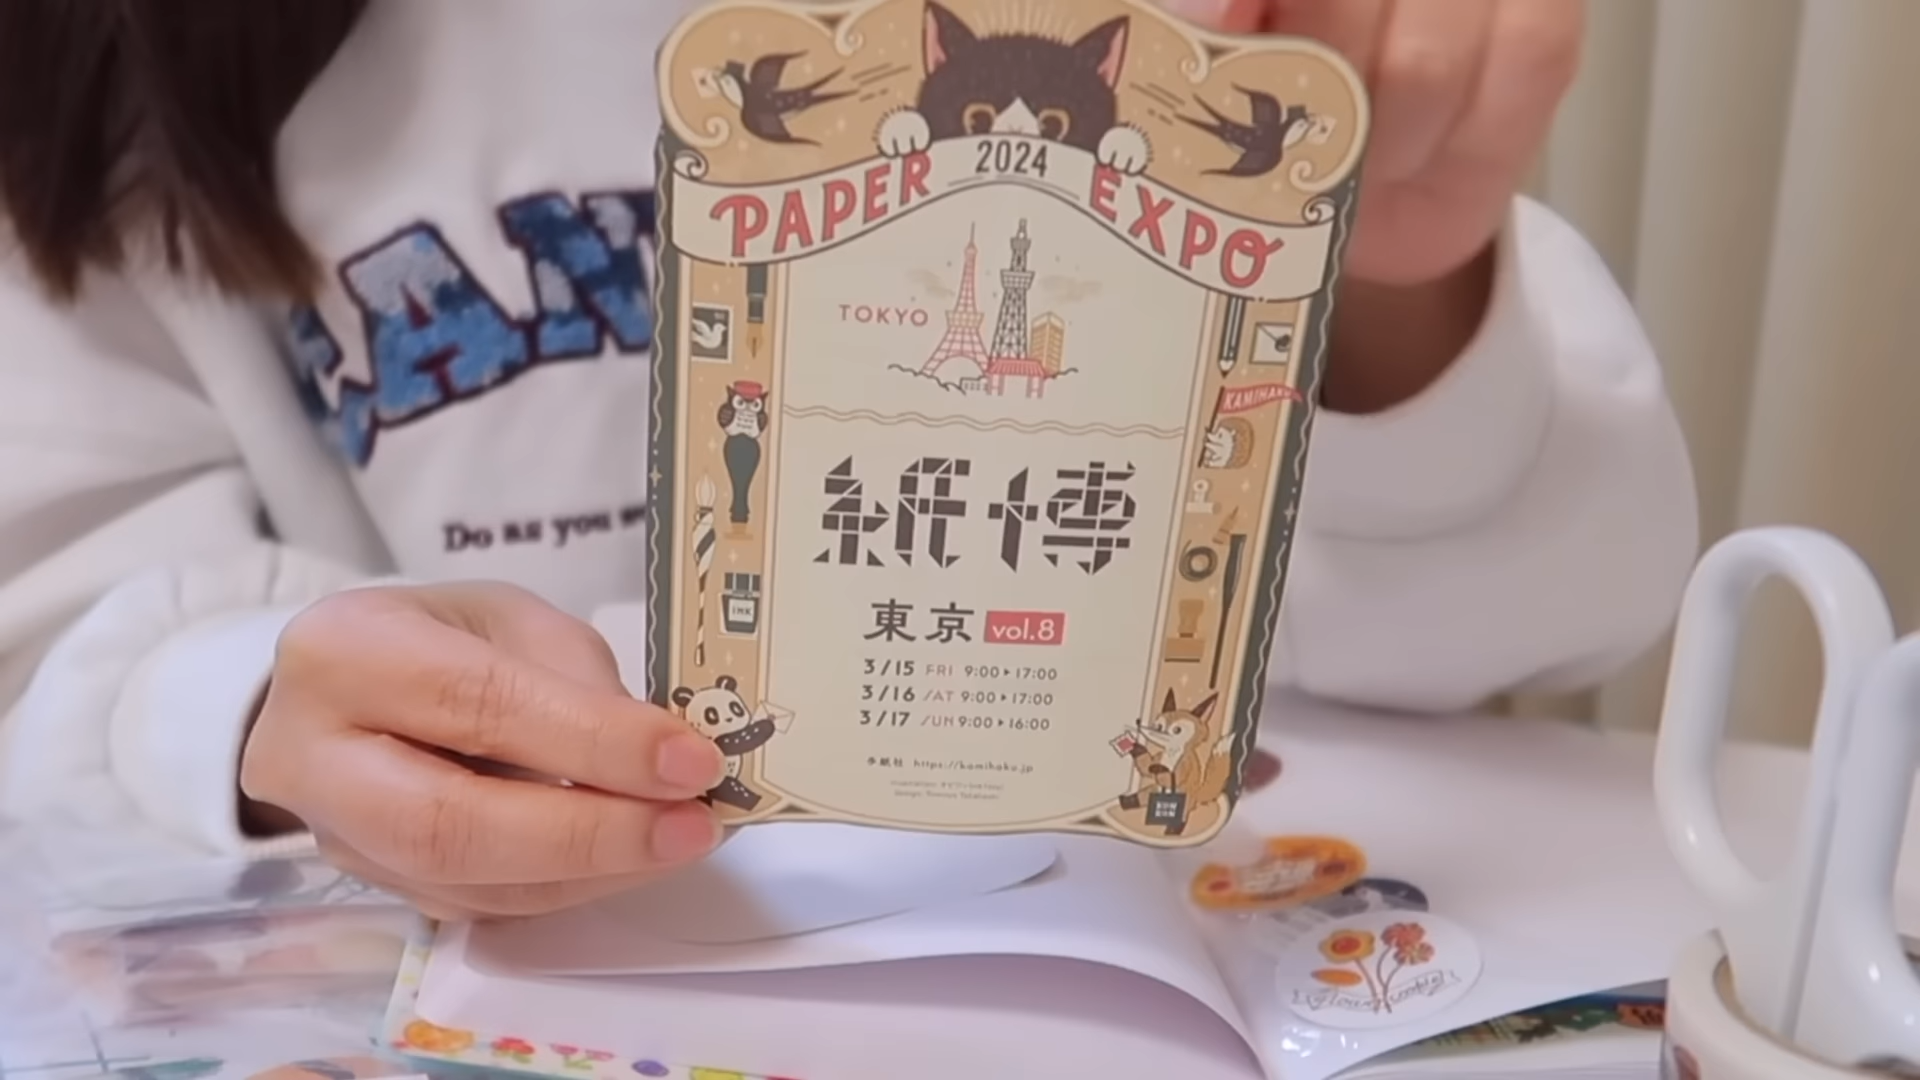 2024
PAPER EXPO
TOKYO
KAMIHAKU
紙博
INK
東京 vol.8
3/15 FRI 9:00▶17:00
3/16 SAT 9:00▶17:00
3/17 SUN 9:00▶16:00
手紙社 https://kamihaku.jp
Do as you